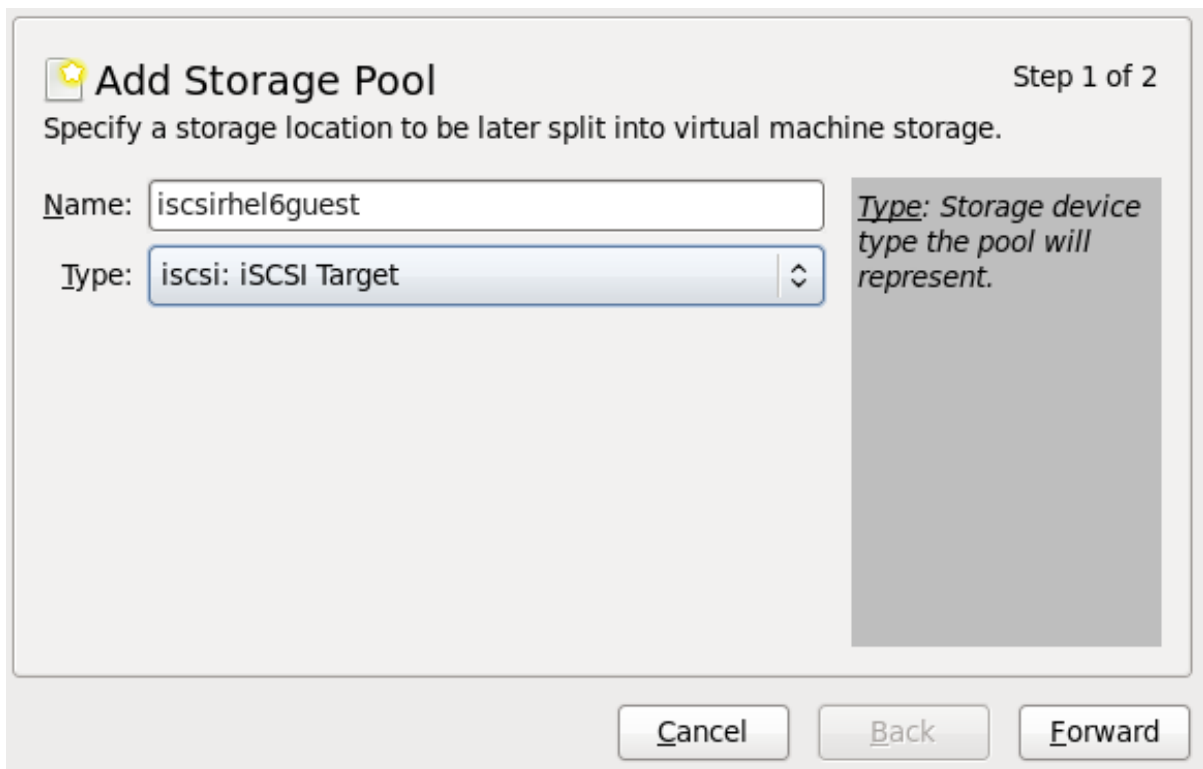 Add Storage Pool
Step 1 of 2
Specify a storage location to be later split into virtual machine storage.
Name: iscsirhel6guest
Type: iscsi: iSCSI Target
Type: Storage device
type the pool will
represent.
Cancel
Back
Forward